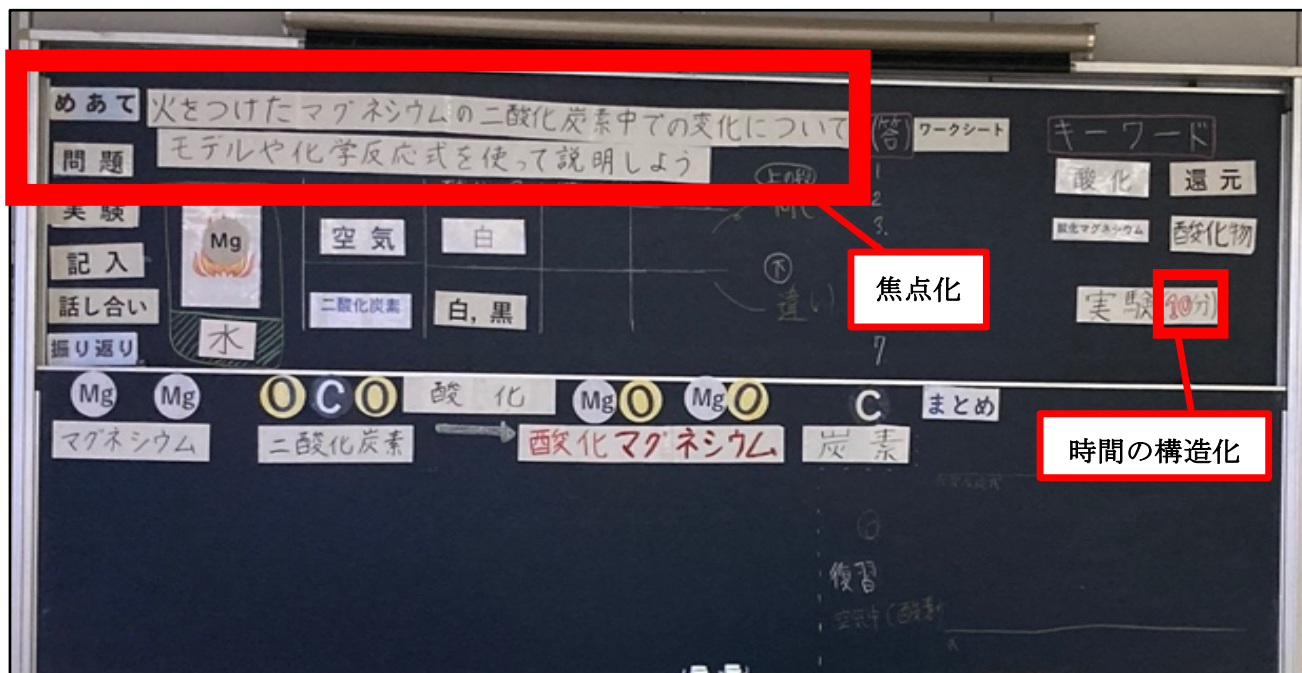 めあて
火をつけたマグネシウムの二酸化炭素中での変化について
モデルや化学反応式を使って説明しよう
問題
実験
記入
話し合い
振り返り
Mg
水
空気
白
二酸化炭素
白,黒
上の段
同じ
下
違い
(答)
ワークシート
1
2
3.
7
キーワード
酸化
還元
酸化マグネシウム
酸化物
実験(10分)
焦点化
時間の構造化
Mg Mg O C O 酸化 Mg O Mg O C まとめ
マグネシウム 二酸化炭素 → 酸化マグネシウム 炭素
復習